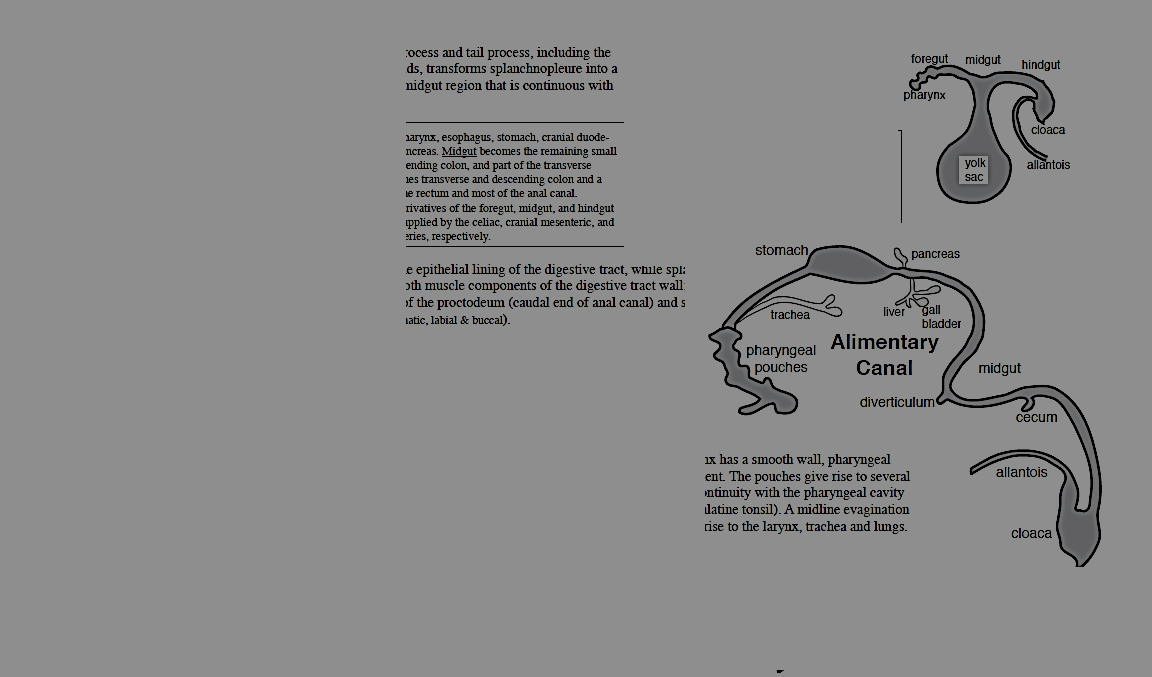 ocess and tail process, including the
ds, transforms splanchnopleure into a
midgut region that is continuous with
arynx, esophagus, stomach, cranial duode-
ncreas. Midgut becomes the remaining small
ending colon, and part of the transverse
es transverse and descending colon and a
e rectum and most of the anal canal.
rivatives of the foregut, midgut, and hindgut
pplied by the celiac, cranial mesenteric, and
eries, respectively.
e epithelial lining of the digestive tract, while spla
oth muscle components of the digestive tract wall
of the proctodeum (caudal end of anal canal) and s
atic, labial & buccal).
foregut midgut hindgut
pharynx
cloaca
yolk
sac
allantois
stomach
pancreas
trachea
liver gall
bladder
Alimentary
Canal
pharyngeal
pouches
midgut
diverticulum
cecum
nx has a smooth wall, pharyngeal
ent. The pouches give rise to several
ontinuity with the pharyngeal cavity
alatine tonsil). A midline evagination
rise to the larynx, trachea and lungs.
allantois
cloaca